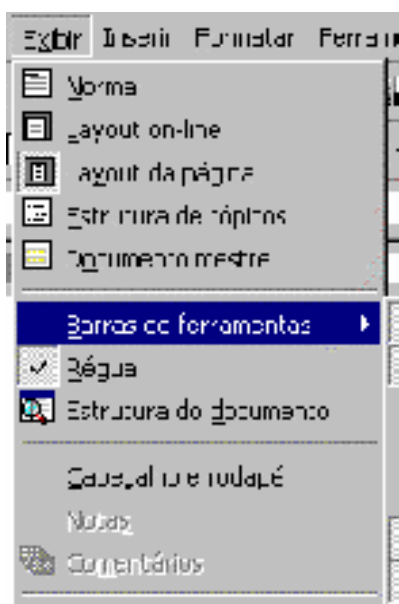 Exibir Inserir Formatar Ferram
Normal
Layout on-line
Layout da página
Estrutura de tópicos
Documento mestre
Barras de ferramentas
Régua
Estrutura do documento
Cabeçalho e rodapé
Notas
Comentários